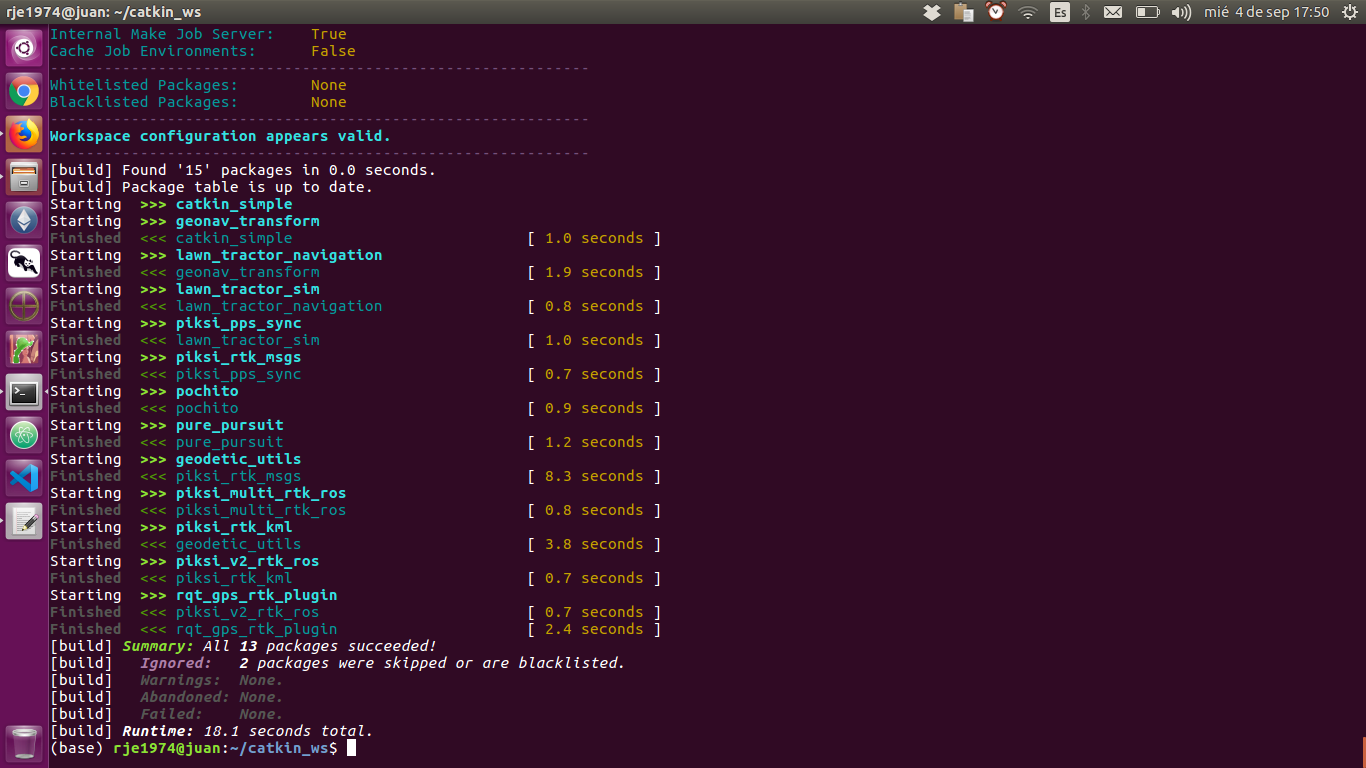 rje1974@juan: ~/catkin_ws Es mié 4 de sep 17:50
Internal Make Job Server: True
Cache Job Environments: False
-----------------------------------------------------------
Whitelisted Packages: None
Blacklisted Packages: None
-----------------------------------------------------------
Workspace configuration appears valid.
-----------------------------------------------------------
[build] Found '15' packages in 0.0 seconds.
[build] Package table is up to date.
Starting >>> catkin_simple
Starting >>> geonav_transform
Finished <<< catkin_simple [ 1.0 seconds ]
Starting >>> lawn_tractor_navigation
Finished <<< geonav_transform [ 1.9 seconds ]
Starting >>> lawn_tractor_sim
Finished <<< lawn_tractor_navigation [ 0.8 seconds ]
Starting >>> piksi_pps_sync
Finished <<< lawn_tractor_sim [ 1.0 seconds ]
Starting >>> piksi_rtk_msgs
Finished <<< piksi_pps_sync [ 0.7 seconds ]
Starting >>> pochito
Finished <<< pochito [ 0.9 seconds ]
Starting >>> pure_pursuit
Finished <<< pure_pursuit [ 1.2 seconds ]
Starting >>> geodetic_utils
Finished <<< piksi_rtk_msgs [ 8.3 seconds ]
Starting >>> piksi_multi_rtk_ros
Finished <<< piksi_multi_rtk_ros [ 0.8 seconds ]
Starting >>> piksi_rtk_kml
Finished <<< geodetic_utils [ 3.8 seconds ]
Starting >>> piksi_v2_rtk_ros
Finished <<< piksi_rtk_kml [ 0.7 seconds ]
Starting >>> rqt_gps_rtk_plugin
Finished <<< piksi_v2_rtk_ros [ 0.7 seconds ]
Finished <<< rqt_gps_rtk_plugin [ 2.4 seconds ]
[build] Summary: All 13 packages succeeded!
[build] Ignored: 2 packages were skipped or are blacklisted.
[build] Warnings: None.
[build] Abandoned: None.
[build] Failed: None.
[build] Runtime: 18.1 seconds total.
(base) rje1974@juan:~/catkin_ws$